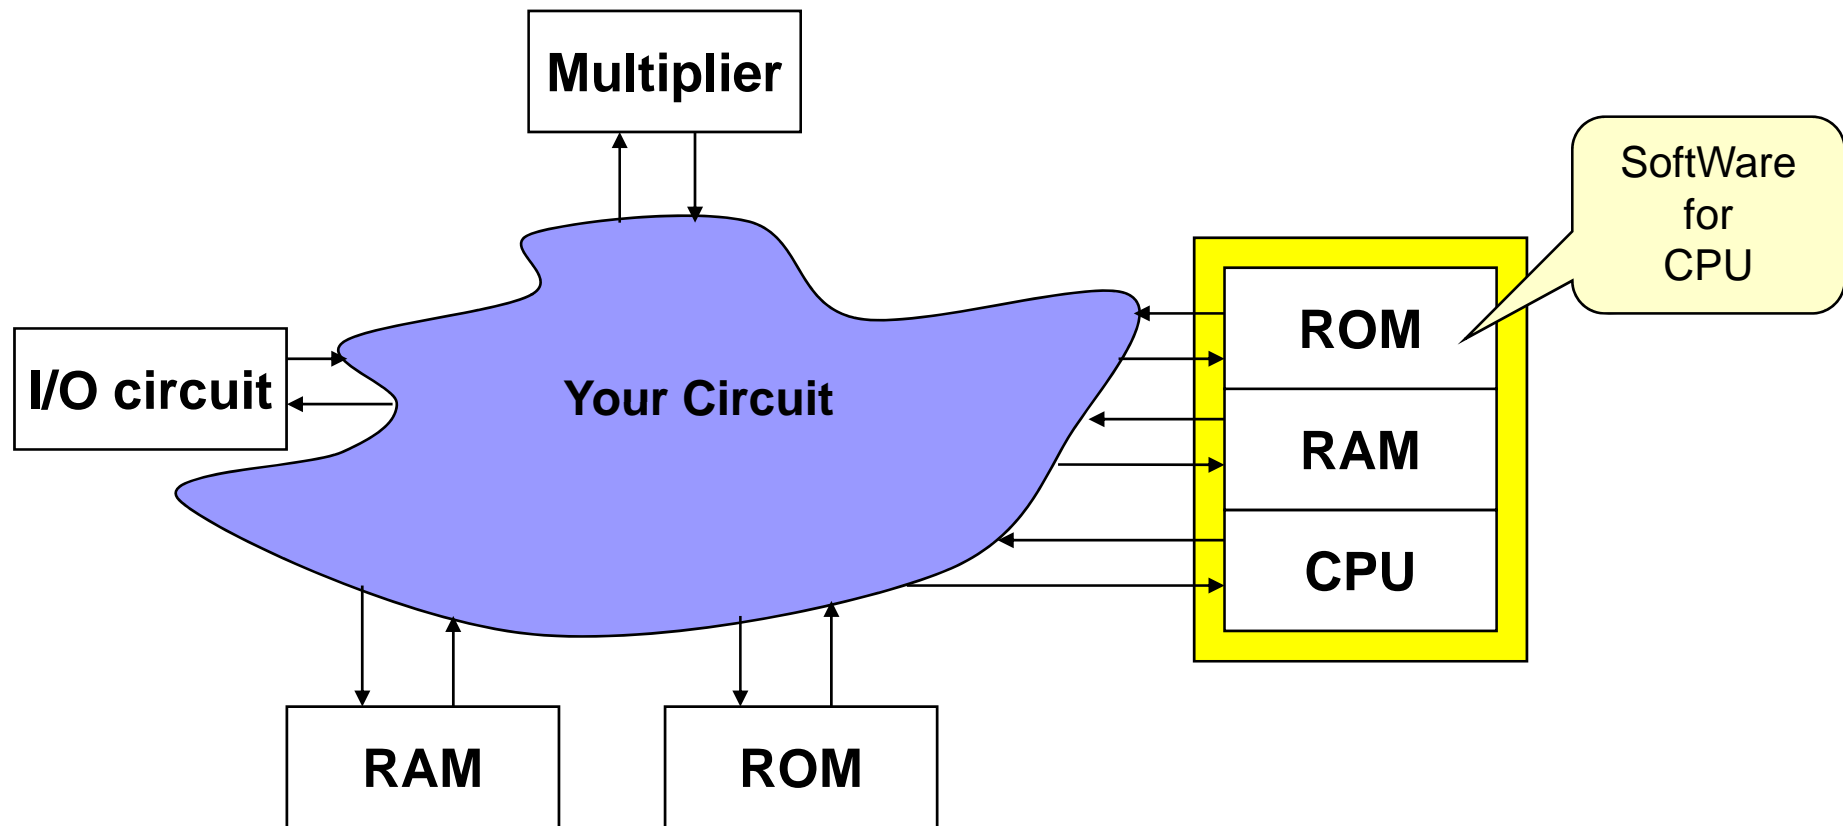 Multiplier
SoftWare
for
CPU
I/O circuit
Your Circuit
ROM
RAM
CPU
RAM
ROM